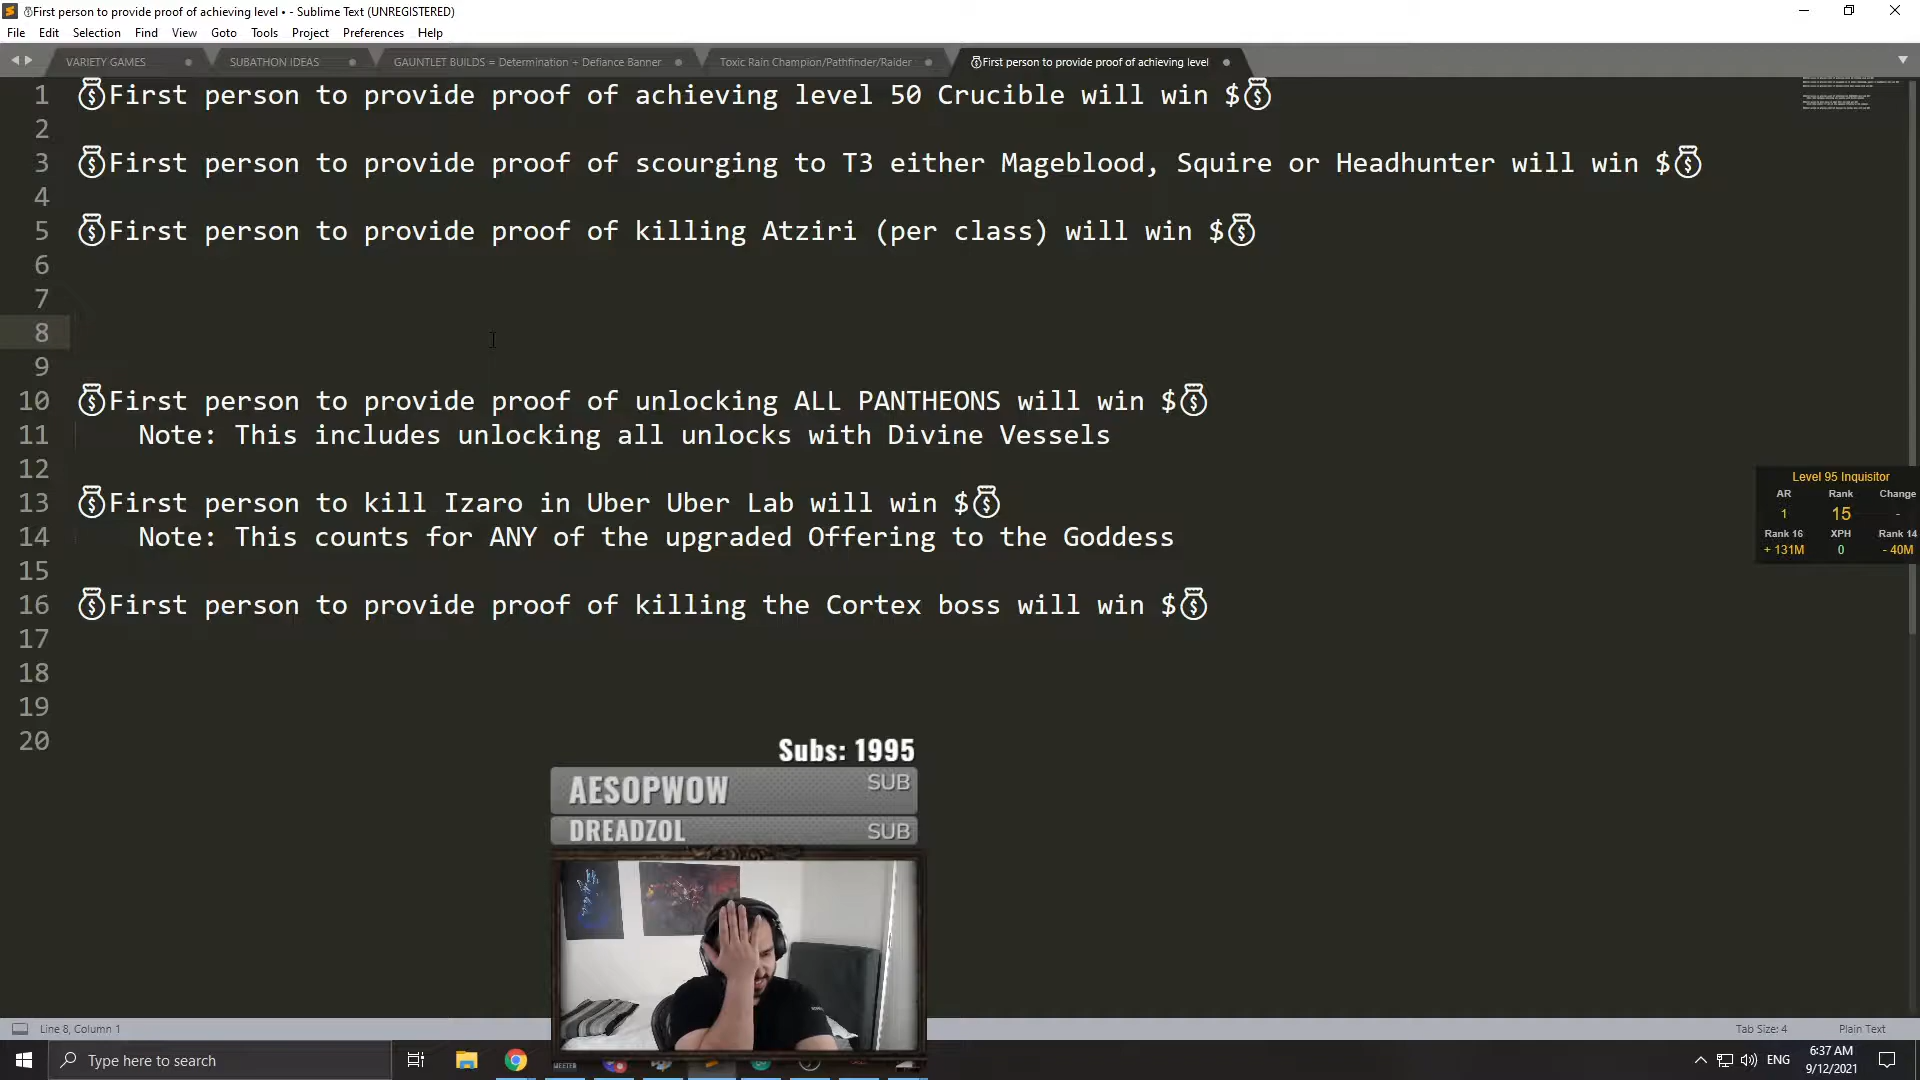 💰First person to provide proof of achieving level • - Sublime Text (UNREGISTERED)
File Edit Selection Find View Goto Tools Project Preferences Help
VARIETY GAMES SUBATHON IDEAS GAUNTLET BUILDS = Determination + Defiance Banner Toxic Rain Champion/Pathfinder/Raider 💰First person to provide proof of achieving level
1 💰First person to provide proof of achieving level 50 Crucible will win $💰
2
3 💰First person to provide proof of scourging to T3 either Mageblood, Squire or Headhunter will win $💰
4
5 💰First person to provide proof of killing Atziri (per class) will win $💰
6
7
8
9
10 💰First person to provide proof of unlocking ALL PANTHEONS will win $💰
11 Note: This includes unlocking all unlocks with Divine Vessels
12
13 💰First person to kill Izaro in Uber Uber Lab will win $💰
14 Note: This counts for ANY of the upgraded Offering to the Goddess
15
16 💰First person to provide proof of killing the Cortex boss will win $💰
17
18
19
20
Level 95 Inquisitor
AR Rank Change
1 15 -
Rank 16 XPH Rank 14
+ 131M 0 - 40M
Subs: 1995
AESOPWOW SUB
DREADZOL SUB
Line 8, Column 1 Tab Size: 4 Plain Text
Type here to search
ENG
6:37 AM
9/12/2021